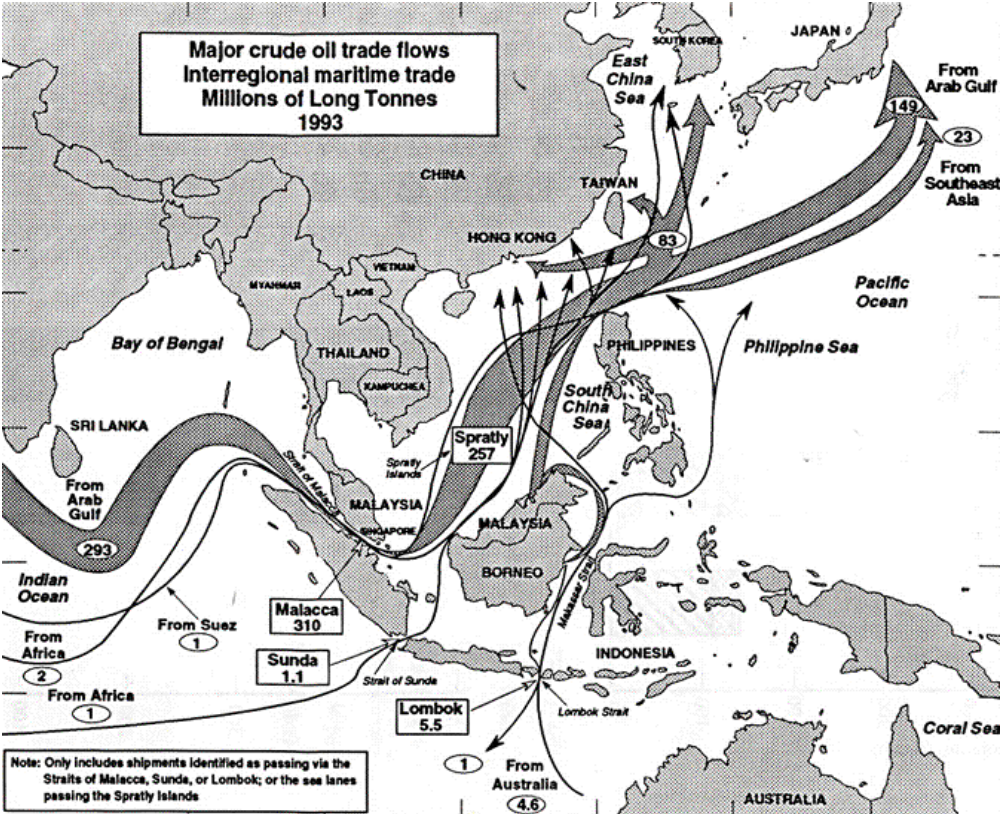 Major crude oil trade flows
Interregional maritime trade
Millions of Long Tonnes
1993
SOUTH KOREA
JAPAN
East
China
Sea
From
Arab Gulf
149
23
From
Southeast
Asia
CHINA
TAIWAN
83
HONG KONG
VIETNAM
MYANMAR
LAOS
Pacific
Ocean
Bay of Bengal
THAILAND
PHILIPPINES
Philippine Sea
KAMPUCHEA
South
China
Sea
SRI LANKA
Spratly
257
Spratly
Islands
Strait of Malacca
From
Arab
Gulf
MALAYSIA
SINGAPORE
MALAYSIA
293
BORNEO
Makassar Strait
Indian
Ocean
Malacca
310
From Suez
1
From
Africa
2
INDONESIA
Sunda
1.1
Strait of Sunda
From Africa
1
Lombok
5.5
Lombok Strait
Coral Sea
1
From
Australia
4.6
AUSTRALIA
Note: Only includes shipments identified as passing via the
Straits of Malacca, Sunda, or Lombok; or the sea lanes
passing the Spratly Islands